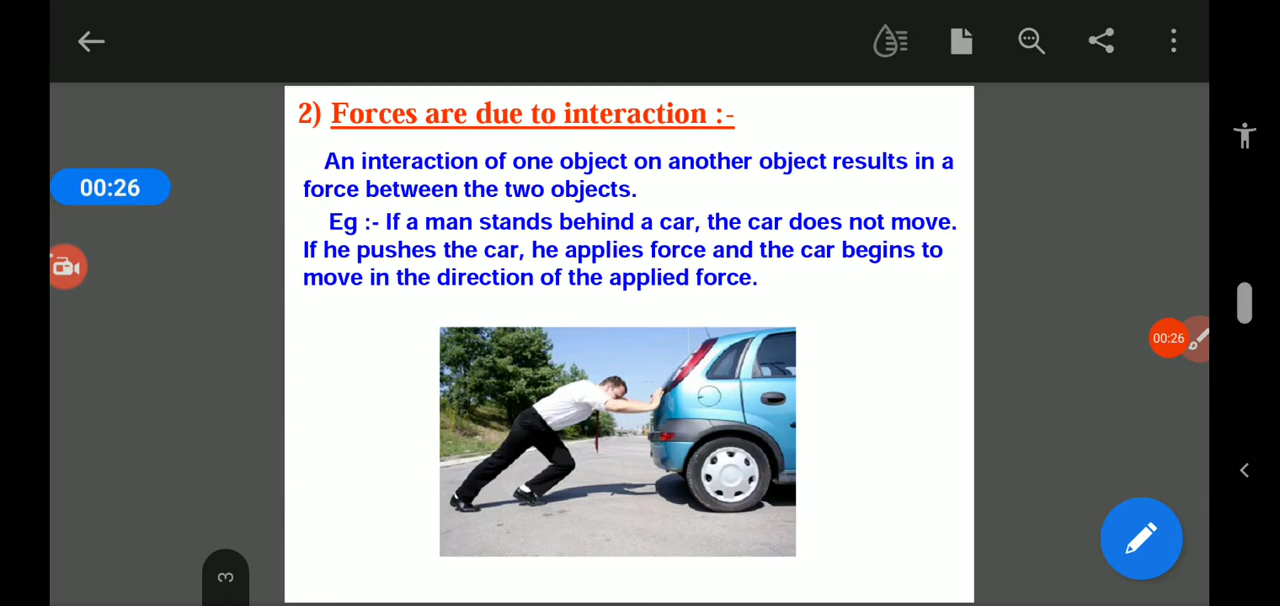 2) Forces are due to interaction :-
An interaction of one object on another object results in a
force between the two objects.
Eg :- If a man stands behind a car, the car does not move.
If he pushes the car, he applies force and the car begins to
move in the direction of the applied force.
00:26
00:26
3